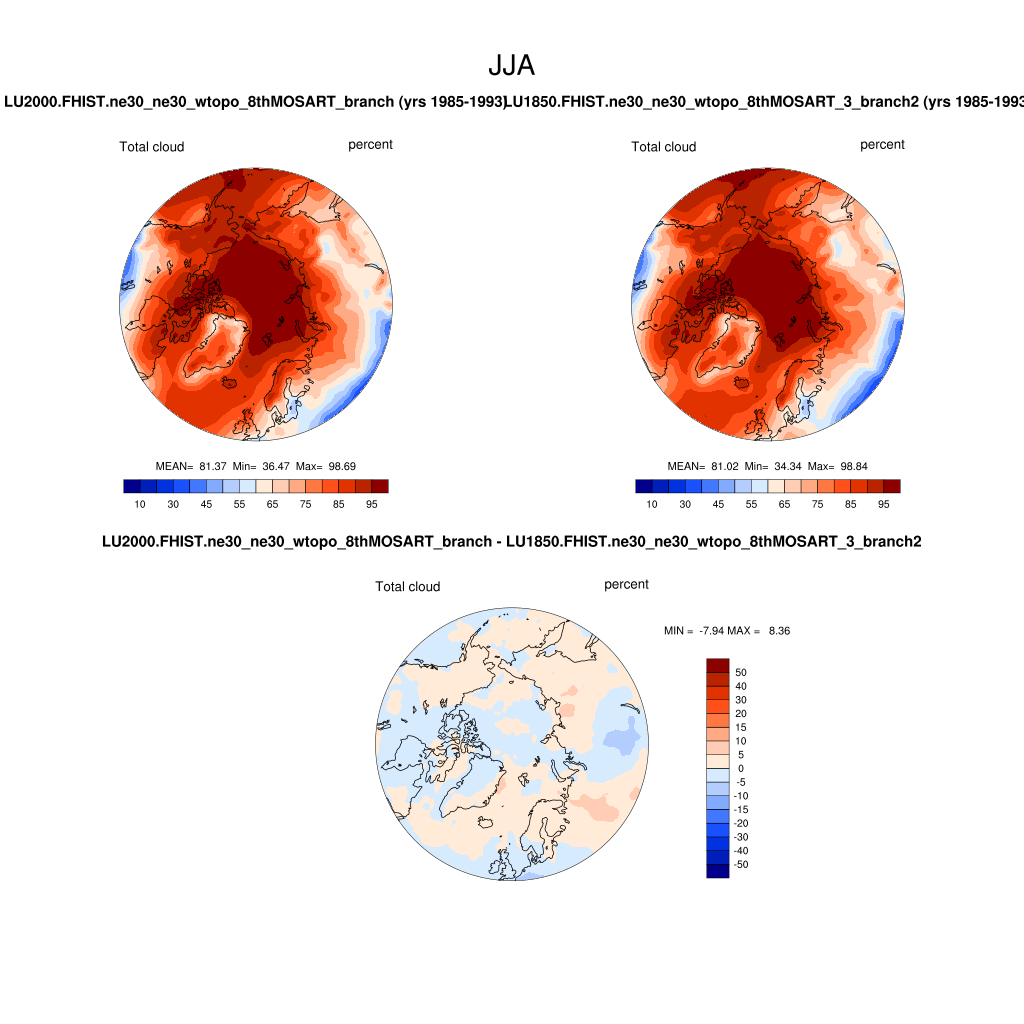 JJA
LU2000.FHIST.ne30_ne30_wtopo_8thMOSART_branch (yrs 1985-1993)
LU1850.FHIST.ne30_ne30_wtopo_8thMOSART_3_branch2 (yrs 1985-1993
Total cloud percent
Total cloud percent
MEAN= 81.37 Min= 36.47 Max= 98.69
MEAN= 81.02 Min= 34.34 Max= 98.84
10 30 45 55 65 75 85 95
10 30 45 55 65 75 85 95
LU2000.FHIST.ne30_ne30_wtopo_8thMOSART_branch - LU1850.FHIST.ne30_ne30_wtopo_8thMOSART_3_branch2
Total cloud percent
MIN = -7.94 MAX = 8.36
50
40
30
20
15
10
5
0
-5
-10
-15
-20
-30
-40
-50